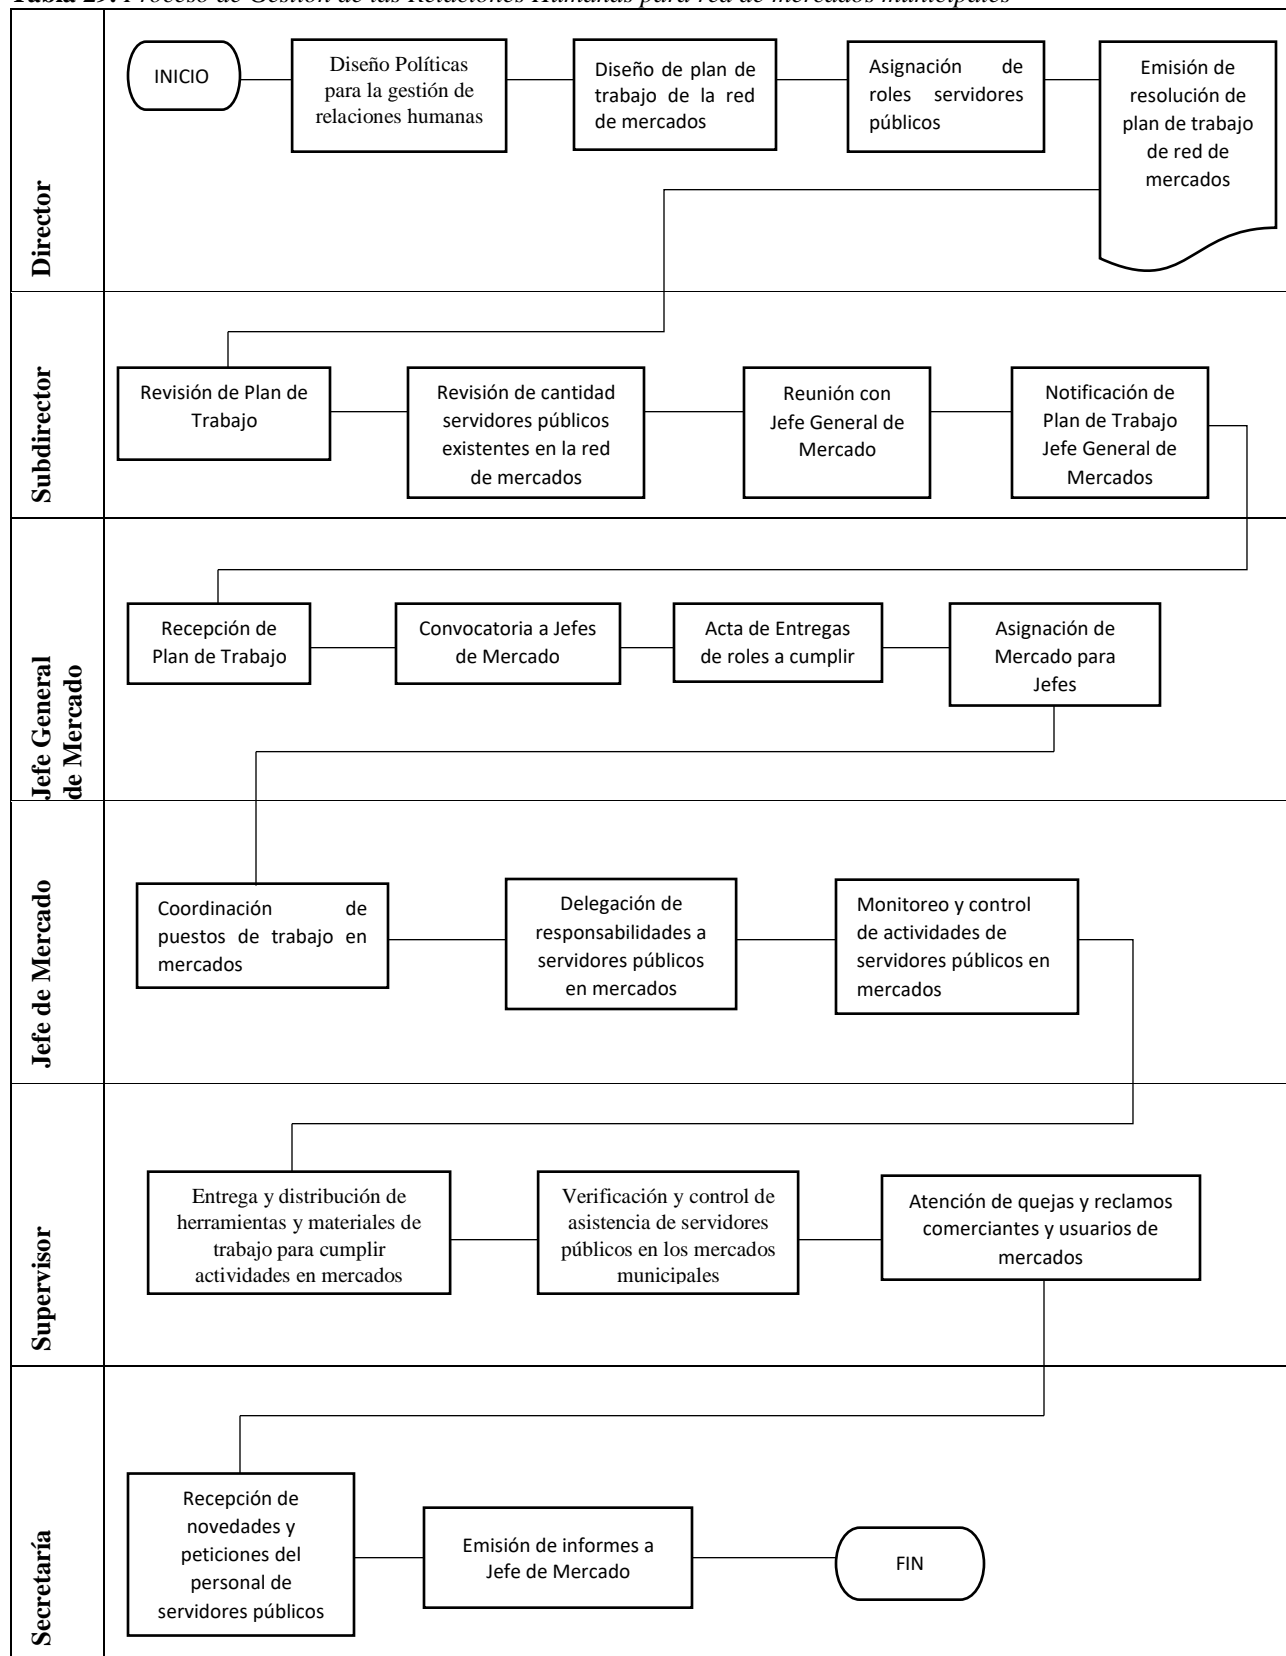 Tabla 29. Proceso de Gestión de las Relaciones Humanas para red de mercados municipales
Director
INICIO
Diseño Políticas
para la gestión de
relaciones humanas
Diseño de plan de
trabajo de la red
de mercados
Asignación de
roles servidores
públicos
Emisión de
resolución de
plan de trabajo
de red de
mercados
Subdirector
Revisión de Plan de
Trabajo
Revisión de cantidad
servidores públicos
existentes en la red
de mercados
Reunión con
Jefe General de
Mercado
Notificación de
Plan de Trabajo
Jefe General de
Mercados
Jefe General
de Mercado
Recepción de
Plan de Trabajo
Convocatoria a Jefes
de Mercado
Acta de Entregas
de roles a cumplir
Asignación de
Mercado para
Jefes
Jefe de Mercado
Coordinación de
puestos de trabajo en
mercados
Delegación de
responsabilidades a
servidores públicos
en mercados
Monitoreo y control
de actividades de
servidores públicos en
mercados
Supervisor
Entrega y distribución de
herramientas y materiales de
trabajo para cumplir
actividades en mercados
Verificación y control de
asistencia de servidores
públicos en los mercados
municipales
Atención de quejas y reclamos
comerciantes y usuarios de
mercados
Secretaría
Recepción de
novedades y
peticiones del
personal de
servidores públicos
Emisión de informes a
Jefe de Mercado
FIN